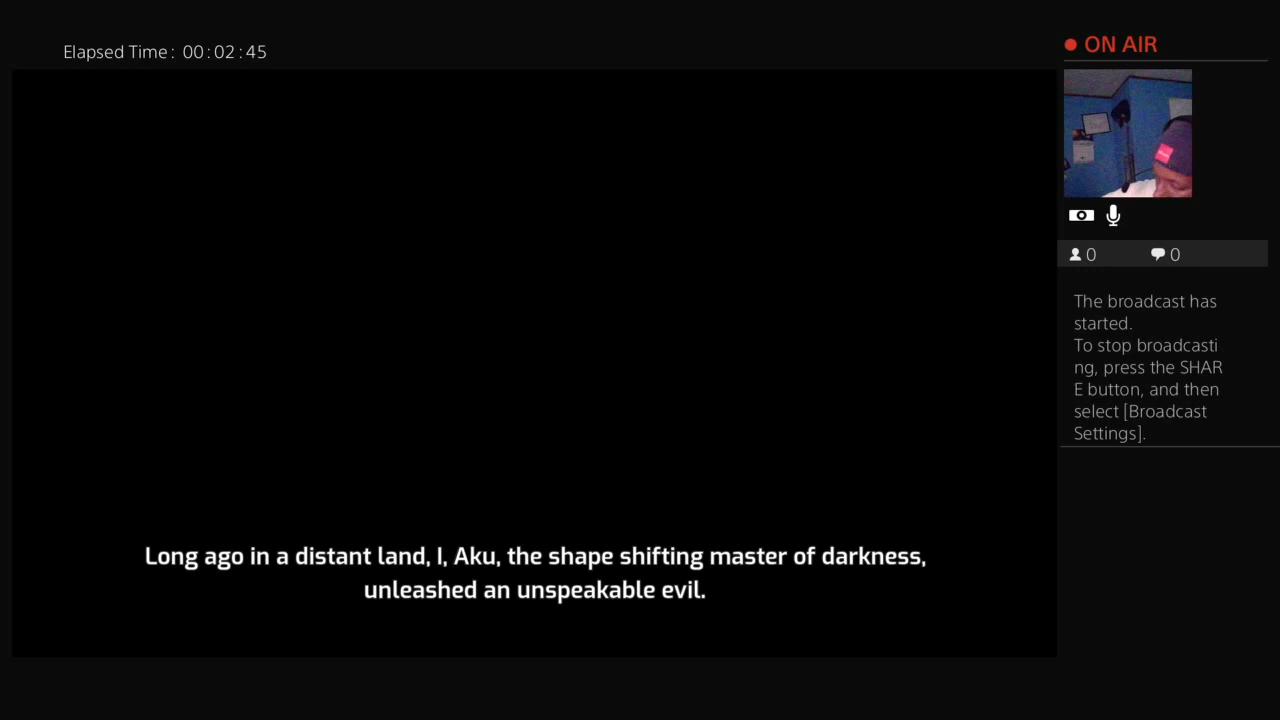 Elapsed Time: 00:02:45
ON AIR
0
0
The broadcast has
started.
To stop broadcasti
ng, press the SHAR
E button, and then
select [Broadcast
Settings].
Long ago in a distant land, I, Aku, the shape shifting master of darkness,
unleashed an unspeakable evil.